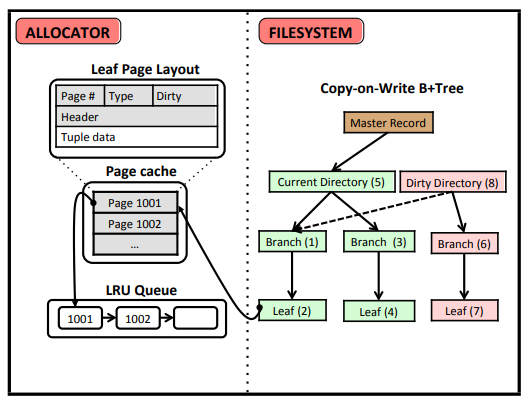 ALLOCATOR
Leaf Page Layout
Page #
Type
Dirty
Header
Tuple data
Page cache
Page 1001
Page 1002
...
LRU Queue
1001
1002
FILESYSTEM
Copy-on-Write B+Tree
Master Record
Current Directory (5)
Dirty Directory (8)
Branch (1)
Branch (3)
Branch (6)
Leaf (2)
Leaf (4)
Leaf (7)